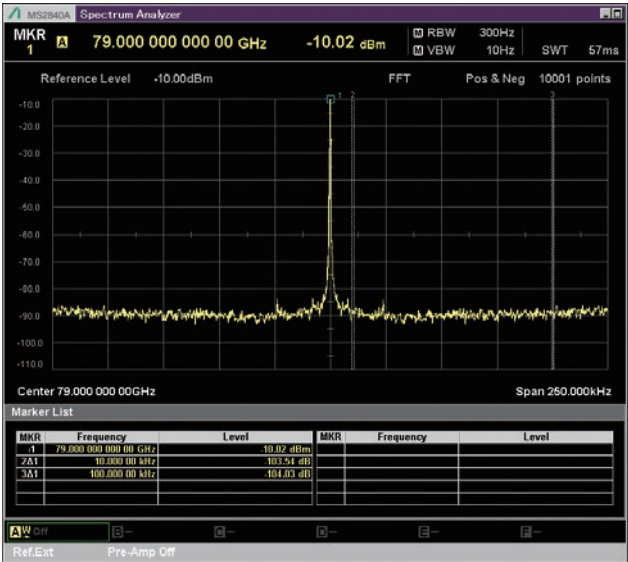 MS2840A Spectrum Analyzer
MKR 1 A 79.000 000 000 00 GHz -10.02 dBm
M RBW 300Hz
M VBW 10Hz SWT 57ms
Reference Level -10.00dBm FFT Pos & Neg 10001 points
1 2 3
-10.0
-20.0
-30.0
-40.0
-50.0
-60.0
-70.0
-80.0
-90.0
-100.0
-110.0
Center 79.000 000 00GHz Span 250.000kHz
Marker List
MKR Frequency Level MKR Frequency Level
1 79.000 000 000 00 GHz -10.02 dBm
2Δ1 10.000 00 kHz -103.54 dB
3Δ1 100.000 00 kHz -104.03 dB
A W Off B— C— D— E— F—
Ref.Ext Pre-Amp Off